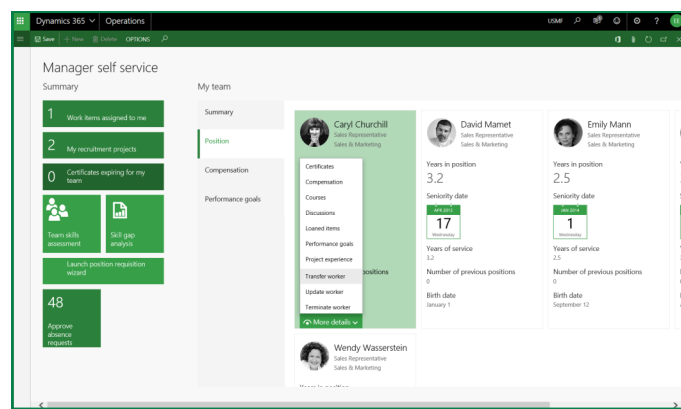 Dynamics 365 Operations
USMF ?
Save + New Delete OPTIONS
Manager self service
Summary
1 Work items assigned to me
2 My recruitment projects
0 Certificates expiring for my
team
Team skills
assessment
Skill gap
analysis
Launch position requisition
wizard
48
Approve
absence
requests
My team
Summary
Position
Compensation
Performance goals
Caryl Churchill
Sales Representative
Sales & Marketing
Certificates
Compensation
Courses
Discussions
Loaned items
Performance goals
Project experience
Transfer worker
Update worker
Terminate worker
positions
More details
David Mamet
Sales Representative
Sales & Marketing
Years in position
3.2
Seniority date
APR 2013
17
Wednesday
Years of service
3.2
Number of previous positions
0
Birth date
January 1
Emily Mann
Sales Representative
Sales & Marketing
Years in position
2.5
Seniority date
JAN 2014
1
Wednesday
Years of service
2.5
Number of previous positions
0
Birth date
September 12
Wendy Wasserstein
Sales Representative
Sales & Marketing
Years in position